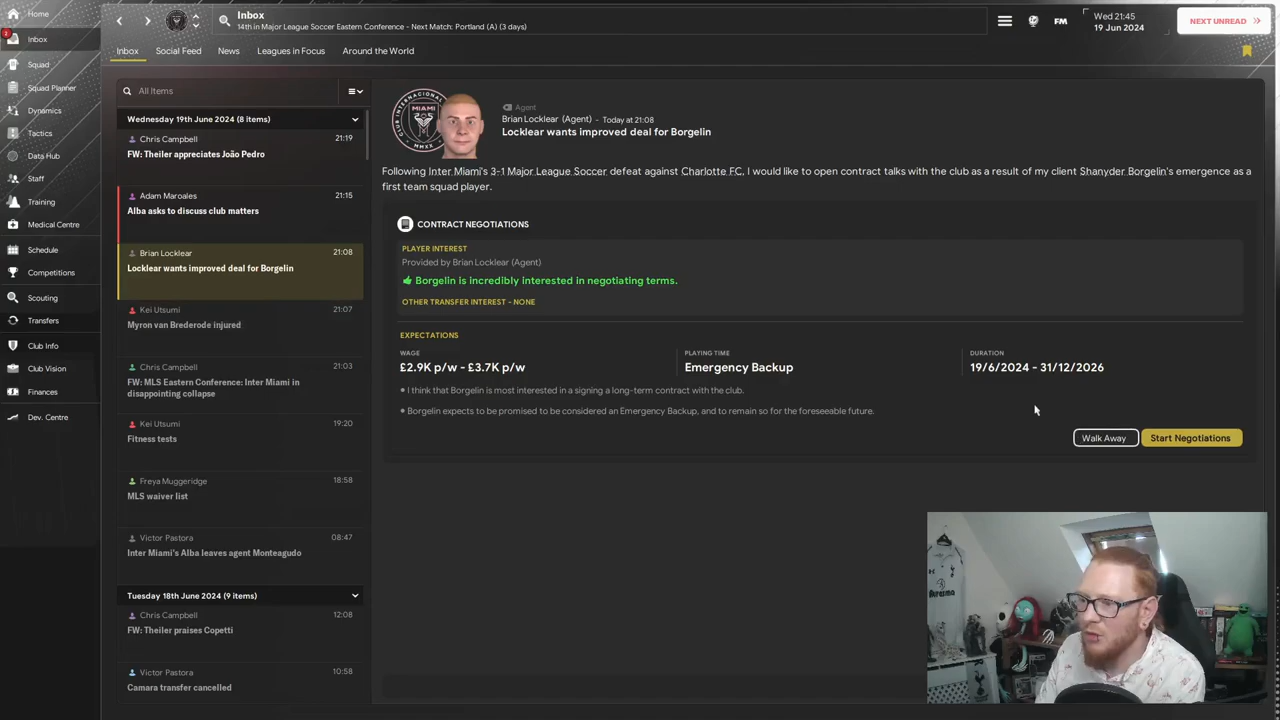 Home
2
Inbox
Squad
Squad Planner
Dynamics
Tactics
Data Hub
Staff
Training
Medical Centre
Schedule
Competitions
Scouting
Transfers
Club Info
Club Vision
Finances
Dev. Centre
Inbox
14th in Major League Soccer Eastern Conference - Next Match: Portland (A) (3 days)
FM
Wed 21:45
19 Jun 2024
NEXT UNREAD
Inbox
Social Feed
News
Leagues in Focus
Around the World
All Items
Wednesday 19th June 2024 (8 items)
Chris Campbell 21:19
FW: Theiler appreciates João Pedro
Adam Maroales 21:15
Alba asks to discuss club matters
Brian Locklear 21:08
Locklear wants improved deal for Borgelin
Kei Utsumi 21:07
Myron van Brederode injured
Chris Campbell 21:03
FW: MLS Eastern Conference: Inter Miami in
disappointing collapse
Kei Utsumi 19:20
Fitness tests
Freya Muggeridge 18:58
MLS waiver list
Victor Pastora 08:47
Inter Miami's Alba leaves agent Monteagudo
Tuesday 18th June 2024 (9 items)
Chris Campbell 12:08
FW: Theiler praises Copetti
Victor Pastora 10:58
Camara transfer cancelled
MIAMI
Agent
Brian Locklear (Agent) - Today at 21:08
Locklear wants improved deal for Borgelin
Following Inter Miami's 3-1 Major League Soccer defeat against Charlotte FC, I would like to open contract talks with the club as a result of my client Shanyder Borgelin's emergence as a
first team squad player.
CONTRACT NEGOTIATIONS
PLAYER INTEREST
Provided by Brian Locklear (Agent)
Borgelin is incredibly interested in negotiating terms.
OTHER TRANSFER INTEREST - NONE
EXPECTATIONS
WAGE
£2.9K p/w - £3.7K p/w
PLAYING TIME
Emergency Backup
DURATION
19/6/2024 - 31/12/2026
I think that Borgelin is most interested in a signing a long-term contract with the club.
Borgelin expects to be promised to be considered an Emergency Backup, and to remain so for the foreseeable future.
Walk Away
Start Negotiations